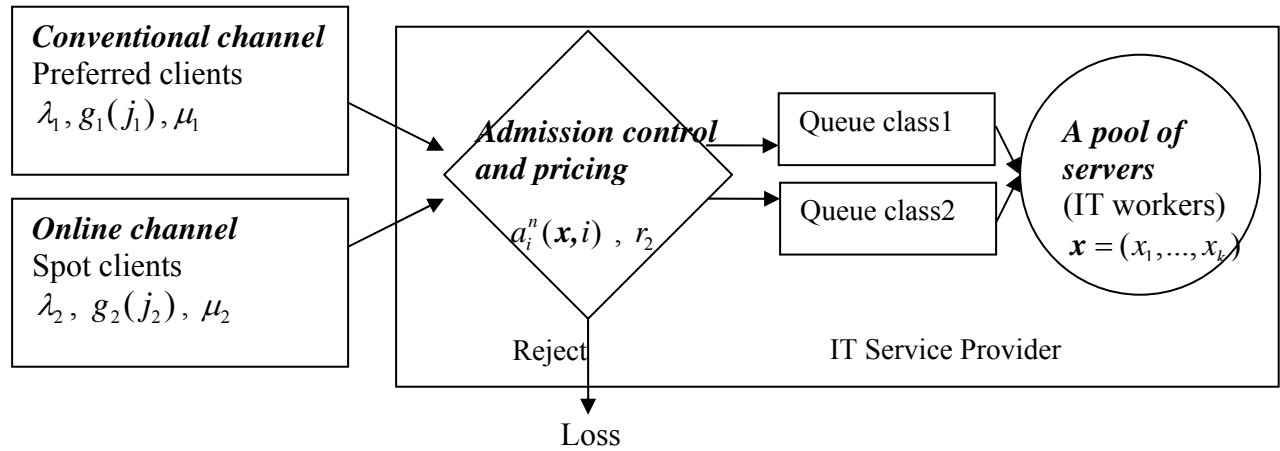 Conventional channel
Preferred clients
λ₁, g₁(j₁), μ₁
Online channel
Spot clients
λ₂, g₂(j₂), μ₂
Admission control
and pricing
aᵢⁿ(x,i) , r₂
Queue class1
Queue class2
A pool of
servers
(IT workers)
x = (x₁,...,xₖ)
Reject
IT Service Provider
Loss